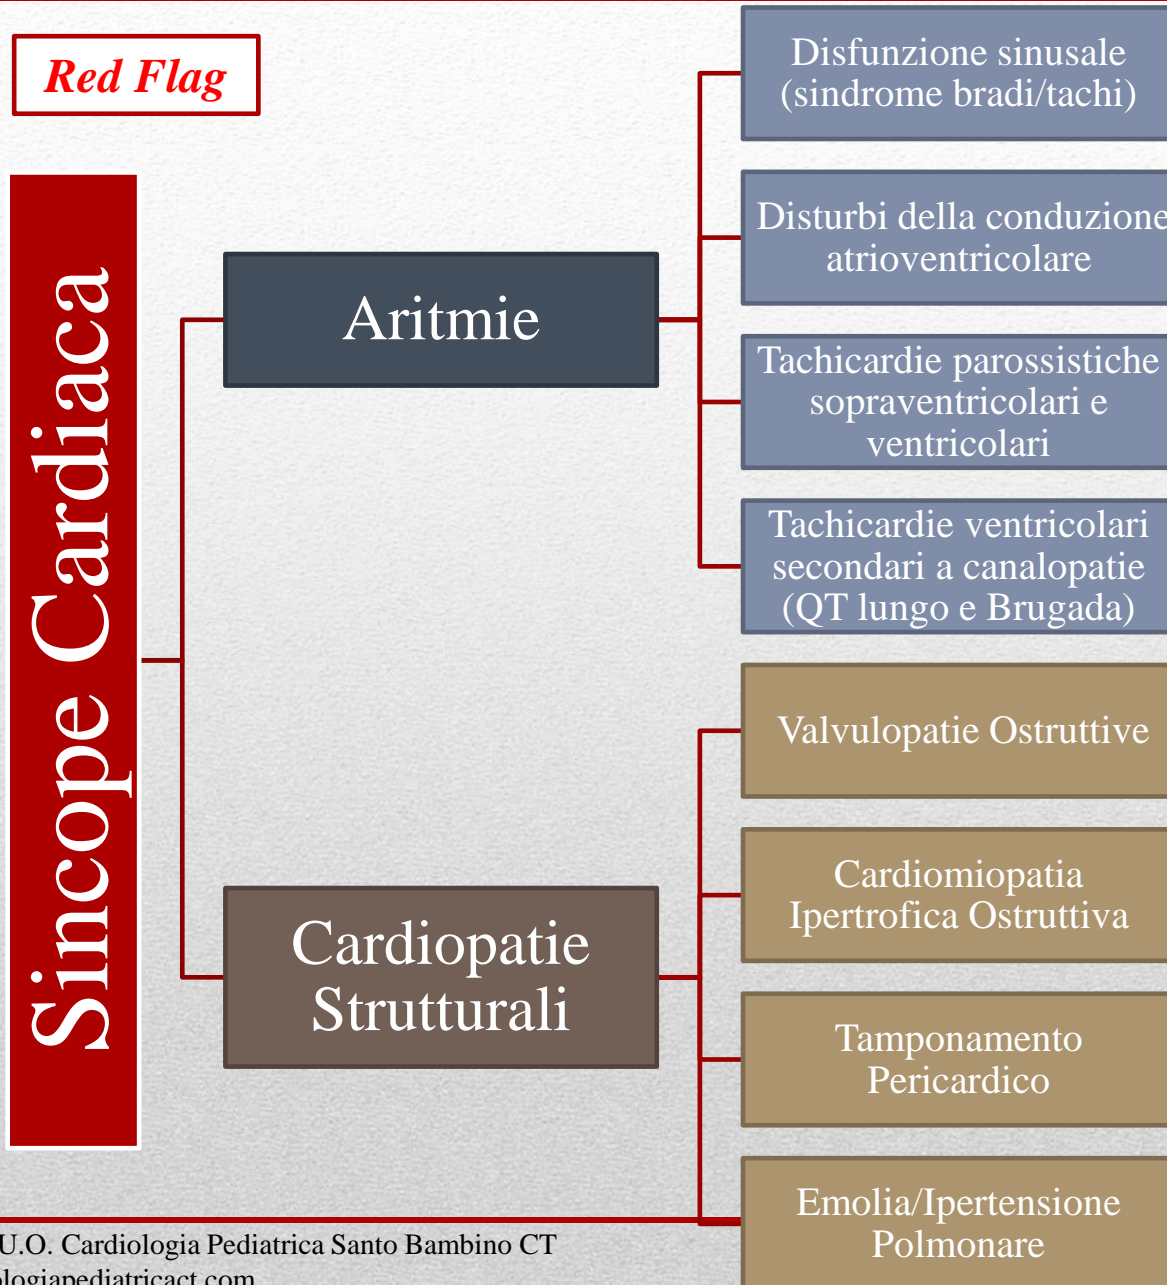 Red Flag
Sincope Cardiaca
Aritmie
Disfunzione sinusale
(sindrome bradi/tachi)
Disturbi della conduzione
atrioventricolare
Tachicardie parossistiche
sopraventricolari e
ventricolari
Tachicardie ventricolari
secondari a canalopatie
(QT lungo e Brugada)
Cardiopatie
Strutturali
Valvulopatie Ostruttive
Cardiomiopatia
Ipertrofica Ostruttiva
Tamponamento
Pericardico
Emolia/Ipertensione
Polmonare
U.O. Cardiologia Pediatrica Santo Bambino CT
ologiapediatricact.com